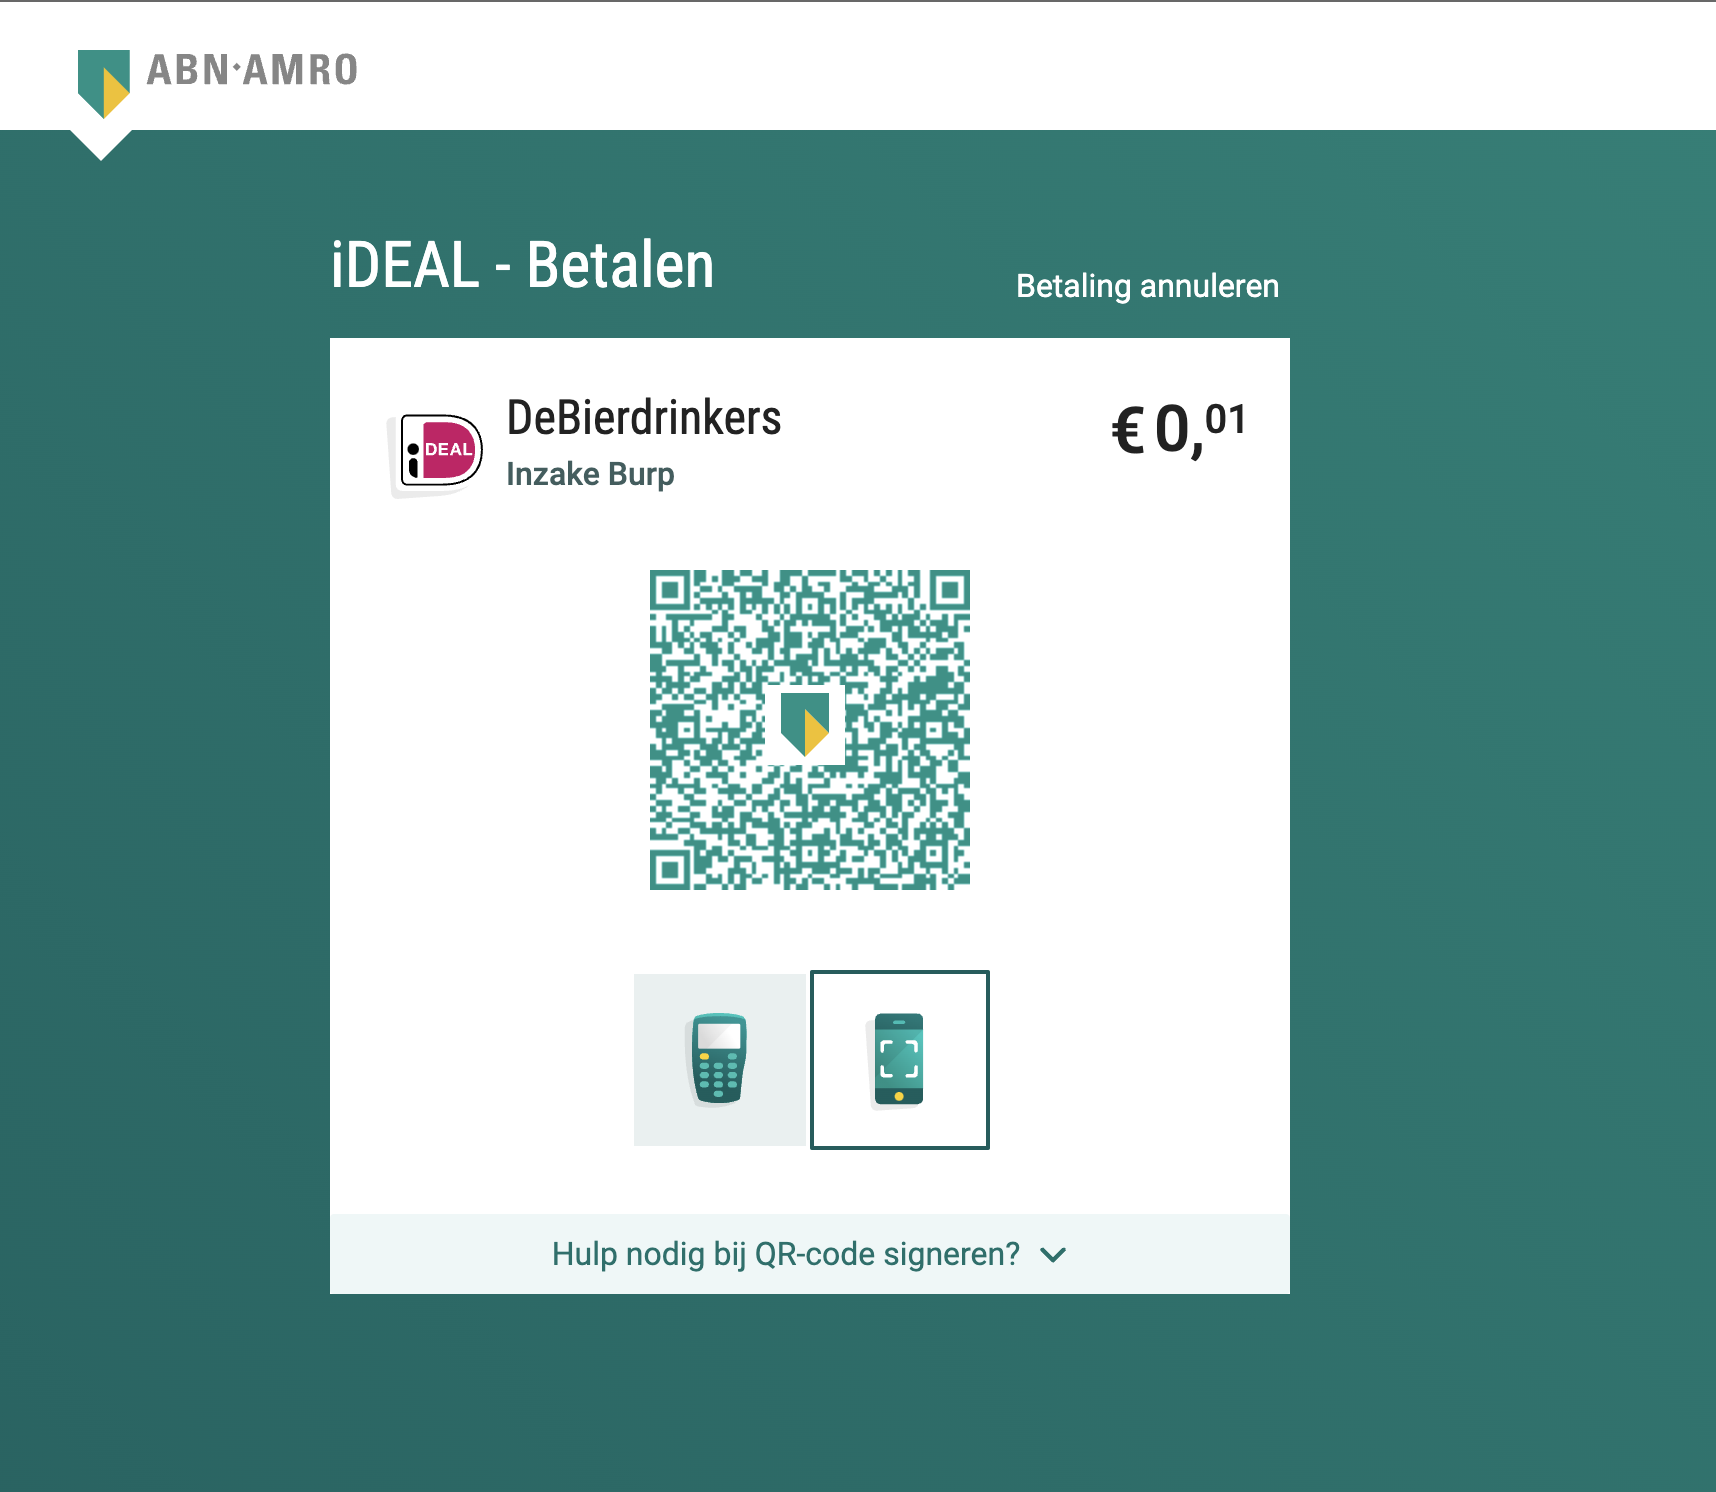 ABN·AMRO
iDEAL - Betalen
Betaling annuleren
iDEAL
DeBierdrinkers
€ 0,01
Inzake Burp
Hulp nodig bij QR-code signeren?